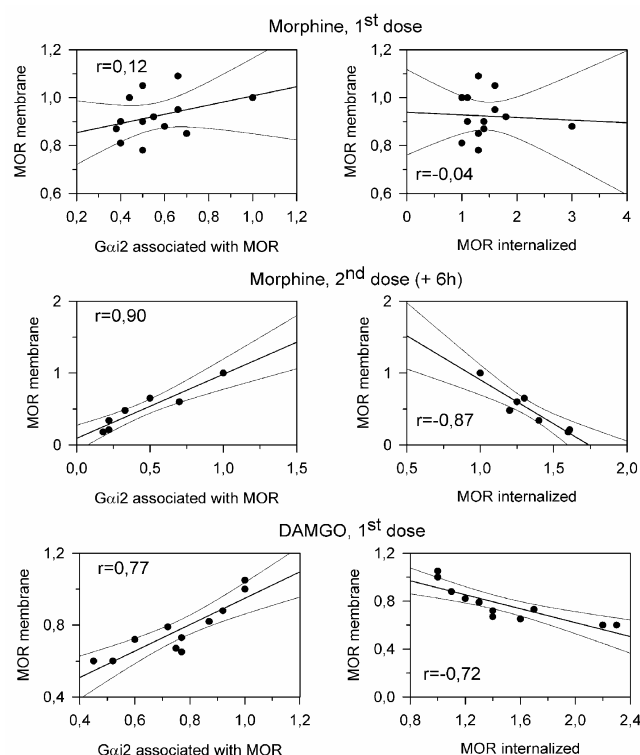 Morphine, 1st dose
MOR membrane
1,2
1,0
0,8
0,6
r=0,12
0,2 0,4 0,6 0,8 1,0 1,2
Gαi2 associated with MOR
MOR membrane
1,2
1,0
0,8
0,6
r=-0,04
0 1 2 3 4
MOR internalized
Morphine, 2nd dose (+ 6h)
MOR membrane
2
1
0
r=0,90
0,0 0,5 1,0 1,5
Gαi2 associated with MOR
MOR membrane
2
1
0
r=-0,87
0,5 1,0 1,5 2,0
MOR internalized
DAMGO, 1st dose
MOR membrane
1,2
0,8
0,4
r=0,77
0,4 0,6 0,8 1,0 1,2
Gαi2 associated with MOR
MOR membrane
1,2
0,8
0,4
0,0
r=-0,72
0,8 1,2 1,6 2,0 2,4
MOR internalized